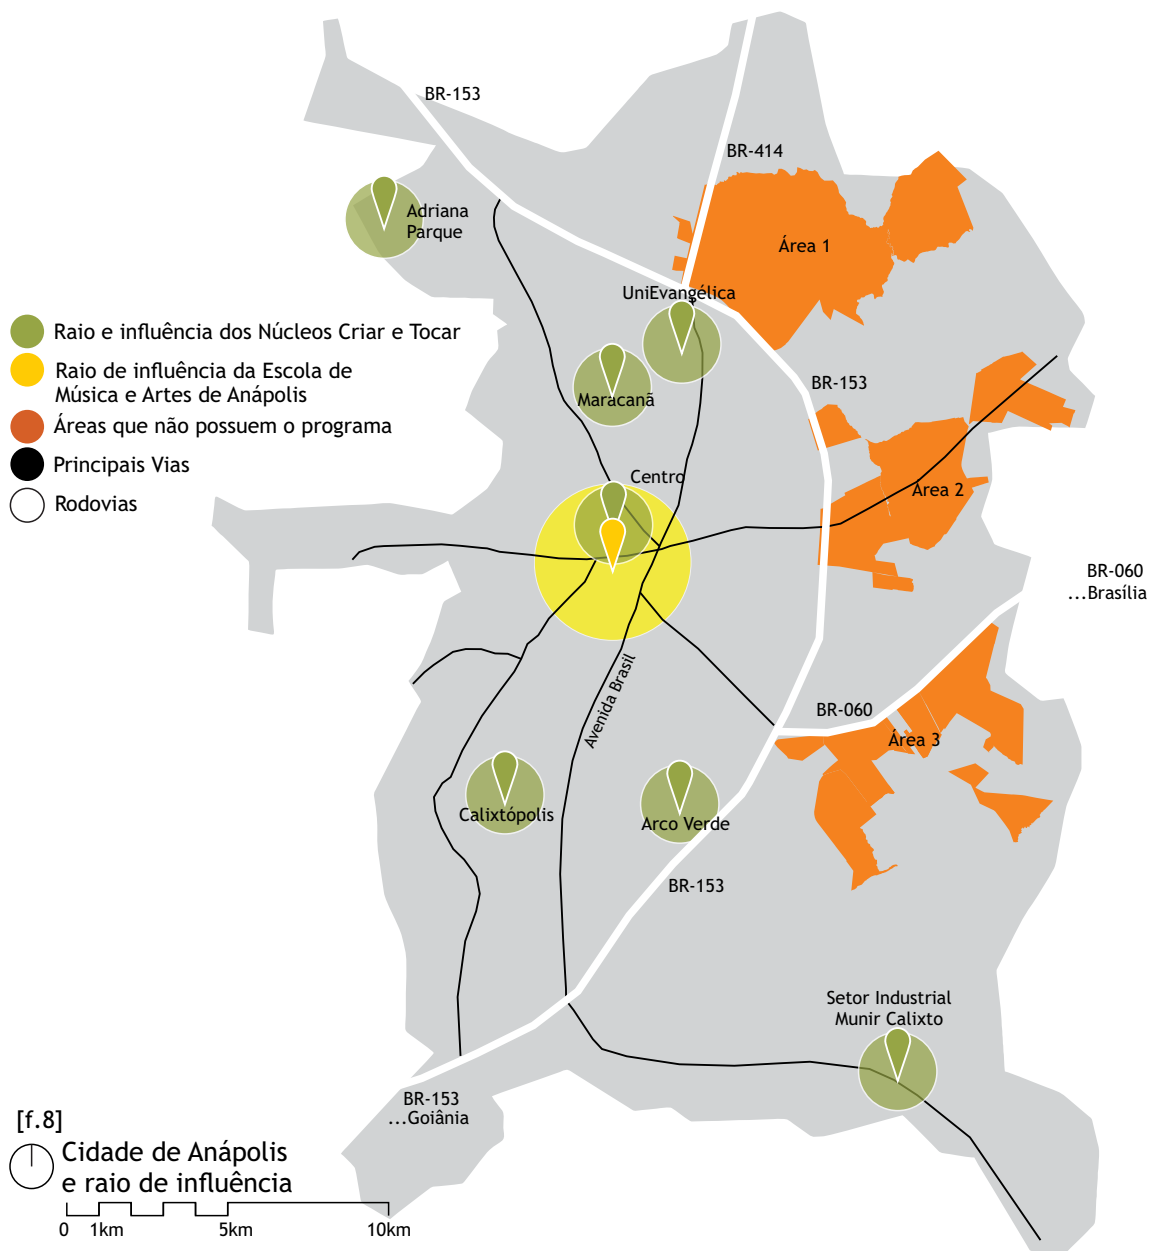 BR-153
BR-414
Adriana
Parque
Área 1
UniEvangélica
Raio e influência dos Núcleos Criar e Tocar
Raio de influência da Escola de
Música e Artes de Anápolis
Áreas que não possuem o programa
Principais Vias
Rodovias
BR-153
Maracanã
Centro
Área 2
BR-060
...Brasília
Avenida Brasil
BR-060
Área 3
Calixtópolis
Arco Verde
BR-153
Setor Industrial
Munir Calixto
BR-153
...Goiânia
[f.8]
Cidade de Anápolis
e raio de influência
0 1km 5km 10km